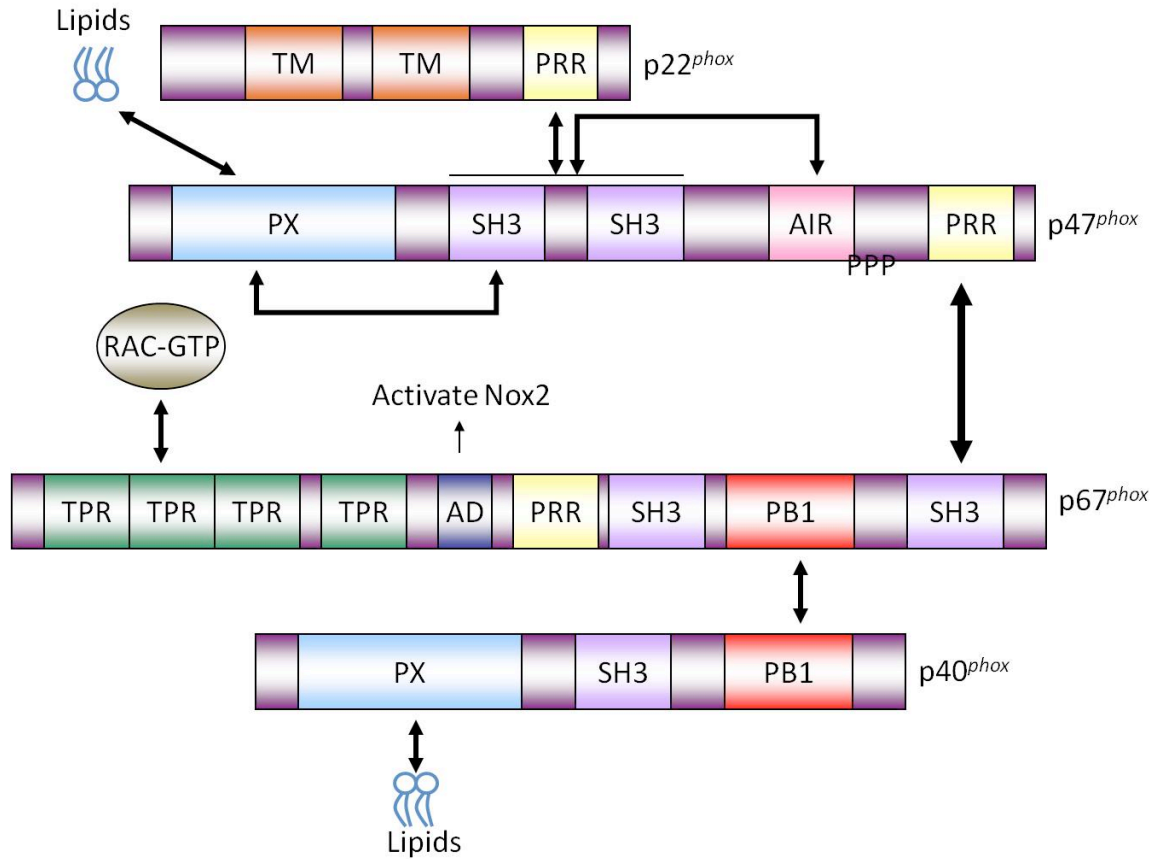 Lipids
TM TM PRR p22phox
PX SH3 SH3 AIR PRR p47phox
PPP
RAC-GTP
Activate Nox2
TPR TPR TPR TPR AD PRR SH3 PB1 SH3 p67phox
PX SH3 PB1 p40phox
Lipids